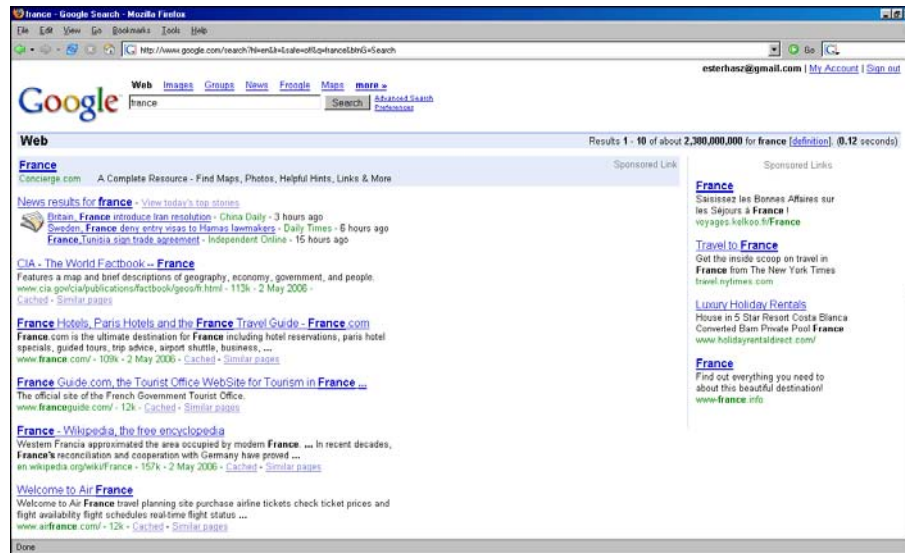 france - Google Search - Mozilla Firefox
File Edit View Go Bookmarks Tools Help
http://www.google.com/search?hl=en&lr=&safe=off&q=france&btnG=Search
Go
esterhasz@gmail.com | My Account | Sign out
Google
Web Images Groups News Froogle Maps more »
france
Search
Advanced Search
Preferences
Web
Results 1 - 10 of about 2,380,000,000 for france [definition]. (0.12 seconds)
France
Concierge.com A Complete Resource - Find Maps, Photos, Helpful Hints, Links & More
Sponsored Link
News results for france - View today's top stories
Britain, France introduce Iran resolution - China Daily - 3 hours ago
Sweden, France deny entry visas to Hamas lawmakers - Daily Times - 6 hours ago
France,Tunisia sign trade agreement - Independent Online - 15 hours ago
CIA - The World Factbook -- France
Features a map and brief descriptions of geography, economy, government, and people.
www.cia.gov/cia/publications/factbook/geos/fr.html - 113k - 2 May 2006 -
Cached - Similar pages
France Hotels, Paris Hotels and the France Travel Guide - France.com
France.com is the ultimate destination for France including hotel reservations, paris hotel
specials, guided tours, trip advice, airport shuttle, business, ...
www.france.com/ - 109k - 2 May 2006 - Cached - Similar pages
France Guide.com, the Tourist Office WebSite for Tourism in France ...
The official site of the French Government Tourist Office.
www.franceguide.com/ - 12k - Cached - Similar pages
France - Wikipedia, the free encyclopedia
Western Francia approximated the area occupied by modern France. ... In recent decades,
France's reconciliation and cooperation with Germany have proved ...
en.wikipedia.org/wiki/France - 157k - 2 May 2006 - Cached - Similar pages
Welcome to Air France
Welcome to Air France travel planning site purchase airline tickets check ticket prices and
flight availability flight schedules real-time flight status ...
www.airfrance.com/ - 12k - Cached - Similar pages
Sponsored Links
France
Saisissez les Bonnes Affaires sur
les Séjours à France !
voyages.kelkoo.fr/France
Travel to France
Get the inside scoop on travel in
France from The New York Times
travel.nytimes.com
Luxury Holiday Rentals
House in 5 Star Resort Costa Blanca
Converted Barn Private Pool France
www.holidayrentaldirect.com/
France
Find out everything you need to
about this beautiful destination!
www-france.info
Done